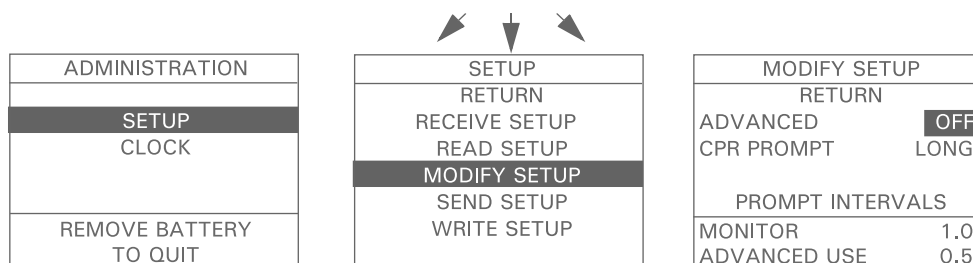 ADMINISTRATION
SETUP
CLOCK
REMOVE BATTERY
TO QUIT
SETUP
RETURN
RECEIVE SETUP
READ SETUP
MODIFY SETUP
SEND SETUP
WRITE SETUP
MODIFY SETUP
RETURN
ADVANCED OFF
CPR PROMPT LONG
PROMPT INTERVALS
MONITOR 1.0
ADVANCED USE 0.5